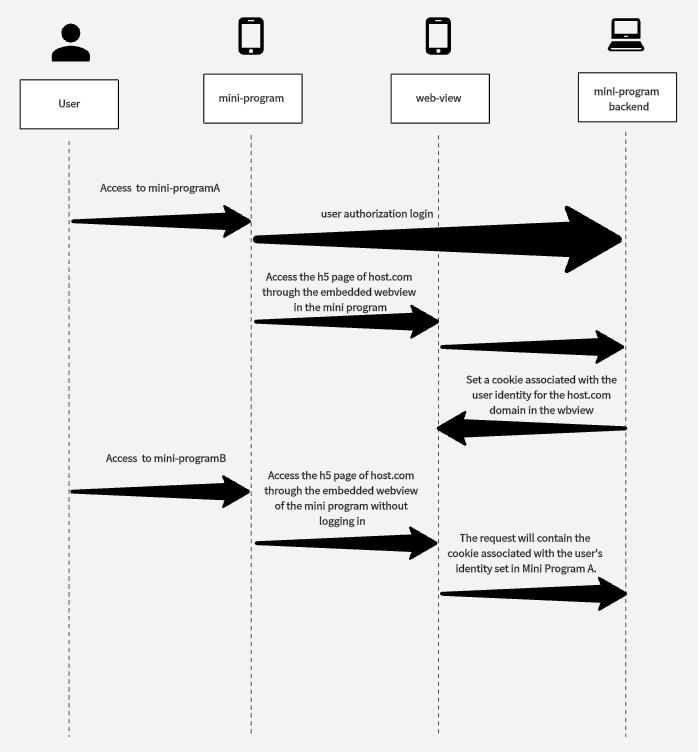 User
mini-program
web-view
mini-program
backend
Access to mini-programA
user authorization login
Access the h5 page of host.com
through the embedded webview
in the mini program
Set a cookie associated with the
user identity for the host.com
domain in the wbview
Access to mini-programB
Access the h5 page of host.com
through the embedded webview
of the mini program without
logging in
The request will contain the
cookie associated with the user's
identity set in Mini Program A.